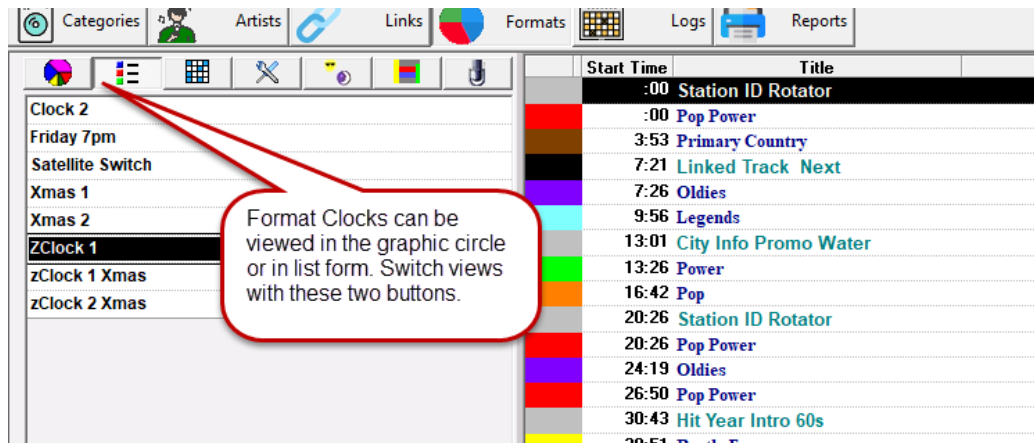 Categories Artists Links Formats Logs Reports
Clock 2
Friday 7pm
Satellite Switch
Xmas 1
Xmas 2
ZClock 1
zClock 1 Xmas
zClock 2 Xmas
Format Clocks can be
viewed in the graphic circle
or in list form. Switch views
with these two buttons.
Start Time Title
:00 Station ID Rotator
:00 Pop Power
3:53 Primary Country
7:21 Linked Track Next
7:26 Oldies
9:56 Legends
13:01 City Info Promo Water
13:26 Power
16:42 Pop
20:26 Station ID Rotator
20:26 Pop Power
24:19 Oldies
26:50 Pop Power
30:43 Hit Year Intro 60s